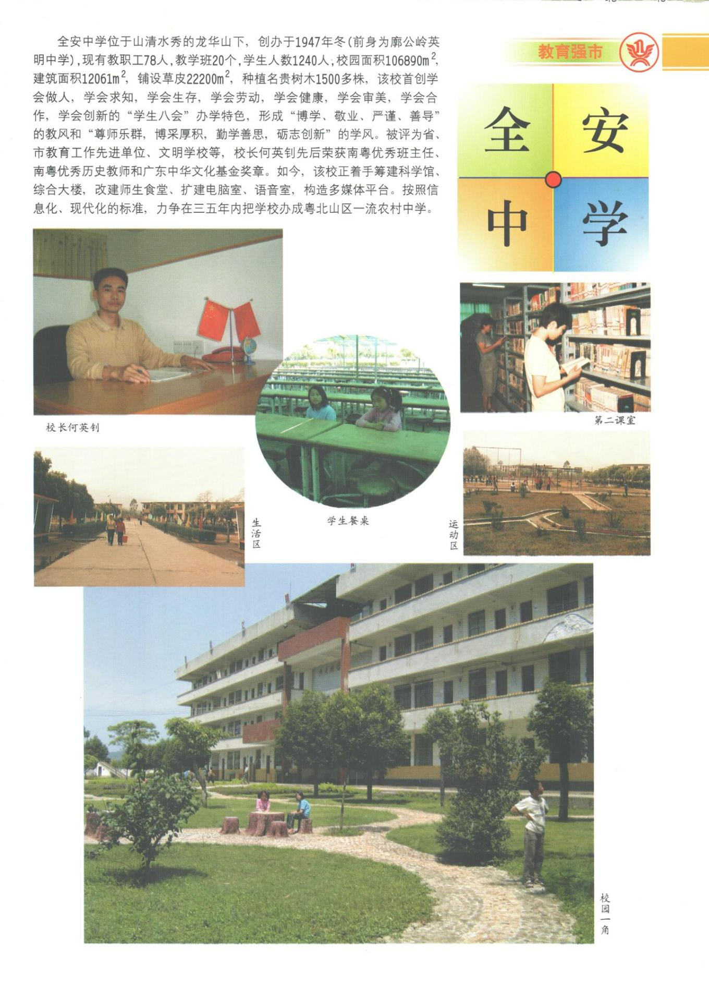 教育强市
全安中学位于山清水秀的龙华山下，创办于1947年冬(前身为廓公岭英
明中学),现有教职工78人,教学班20个,学生人数1240人,校园面积106890m²,
建筑面积12061m²，铺设草皮22200m²，种植名贵树木1500多株，该校首创学
会做人，学会求知，学会生存，学会劳动，学会健康，学会审美，学会合
作，学会创新的“学生八会”办学特色，形成“博学、敬业、严谨、善导”
的教风和“尊师乐群，博采厚积，勤学善思，砺志创新”的学风。被评为省、
市教育工作先进单位、文明学校等，校长何英钊先后荣获南粤优秀班主任、
南粤优秀历史教师和广东中华文化基金奖章。如今，该校正着手筹建科学馆、
综合大楼，改建师生食堂、扩建电脑室、语音室，构造多媒体平台。按照信
息化、现代化的标准，力争在三五年内把学校办成粤北山区一流农村中学。
全安
中学
校长何英钊
第二课室
学生餐桌
生活区
运动区
校园一角